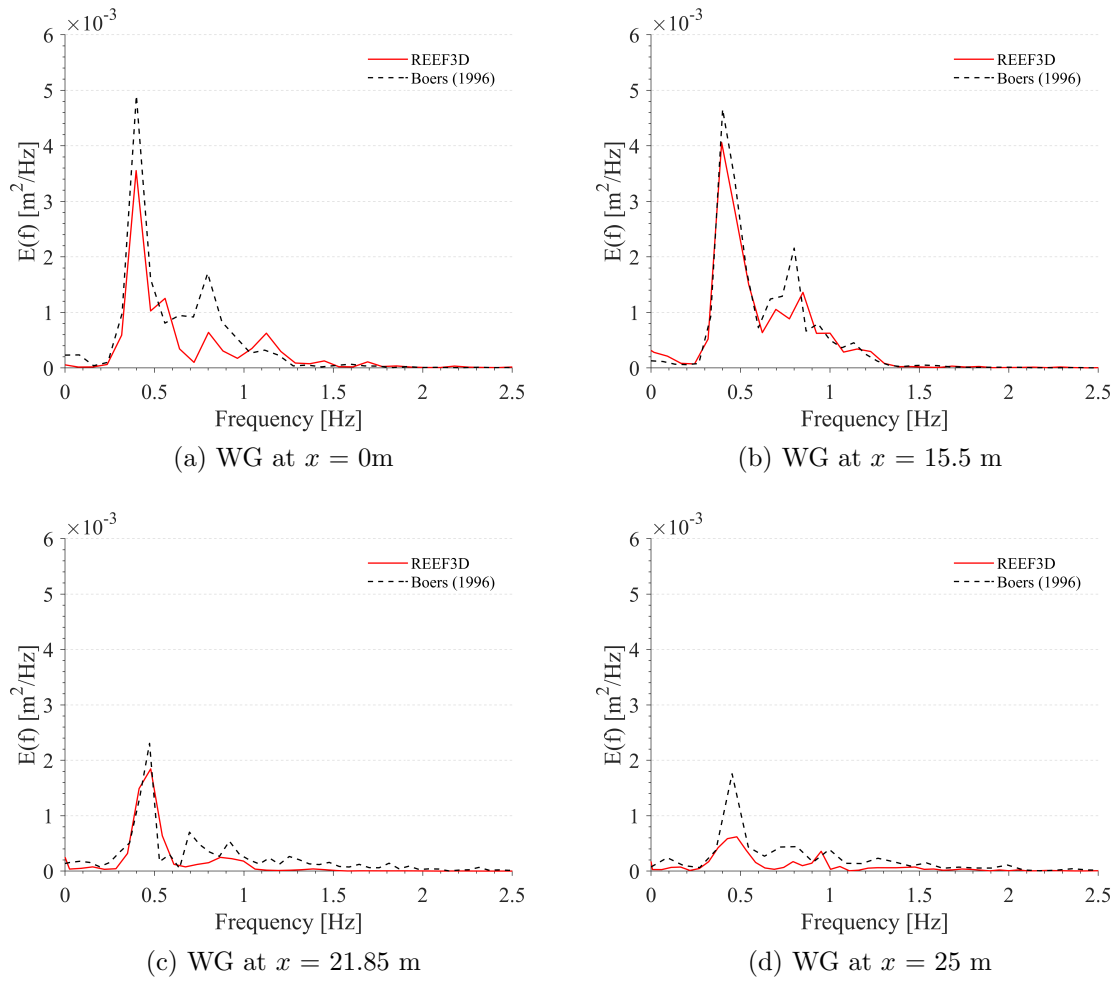 ×10⁻³
6
5
4
3
2
1
0
E(f) [m²/Hz]
REEF3D
Boers (1996)
0 0.5 1 1.5 2 2.5
Frequency [Hz]
(a) WG at x = 0m
×10⁻³
6
5
4
3
2
1
0
E(f) [m²/Hz]
REEF3D
Boers (1996)
0 0.5 1 1.5 2 2.5
Frequency [Hz]
(b) WG at x = 15.5 m
×10⁻³
6
5
4
3
2
1
0
E(f) [m²/Hz]
REEF3D
Boers (1996)
0 0.5 1 1.5 2 2.5
Frequency [Hz]
(c) WG at x = 21.85 m
×10⁻³
6
5
4
3
2
1
0
E(f) [m²/Hz]
REEF3D
Boers (1996)
0 0.5 1 1.5 2 2.5
Frequency [Hz]
(d) WG at x = 25 m